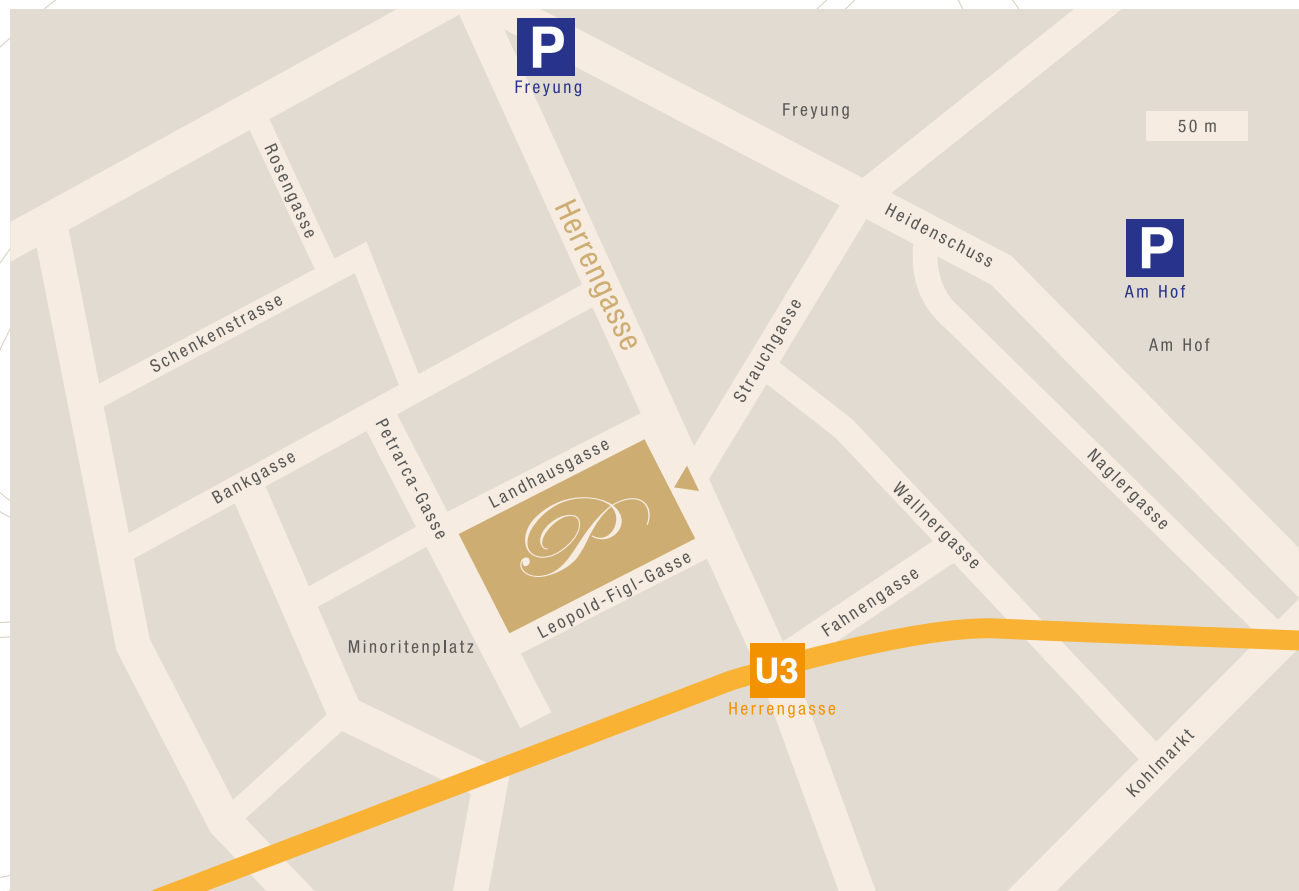 P
Freyung
Freyung
50 m
Rosengasse
Herrengasse
Heidenschuss
P
Am Hof
Am Hof
Schenkenstrasse
Strauchgasse
Bankgasse
Petrarca-Gasse
Landhausgasse
Naglergasse
Wallnergasse
P
Leopold-Figl-Gasse
Fahnengasse
Minoritenplatz
U3
Herrengasse
Kohlmarkt